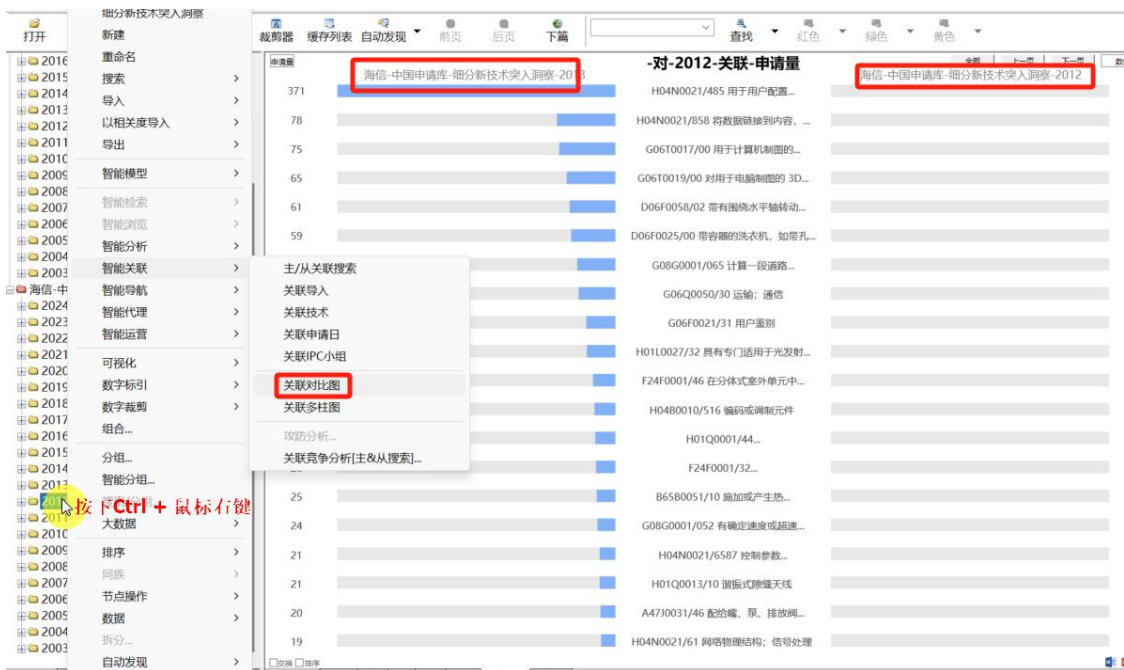 打开
裁剪器 缓存列表 自动发现 前页 后页 下篇 查找 红色 绿色 黄色
细分新技术突入洞察
新建
重命名
搜索
导入
以相关度导入
导出
智能模型
智能检索
智能浏览
智能分析
智能关联
智能导航
智能代理
智能运营
可视化
数字标引
数字裁剪
组合...
分组...
智能分组...
大数据
排序
同族
节点操作
数据
拆分...
自动发现
2016
2015
2014
2013
2012
2011
2010
2009
2008
2007
2006
2005
2004
2003
海信-中
2024
2023
2022
2021
2020
2019
2018
2017
2016
2015
2014
2013
2011
2010
2009
2008
2007
2006
2005
2004
2003
按下Ctrl + 鼠标右键
主/从关联搜索
关联导入
关联技术
关联申请日
关联IPC小组
关联对比图
关联多柱图
攻防分析...
关联竞争分析[主&从搜索]...
申请量
-对-2012-关联-申请量
全部 上一页 下一页
海信-中国申请库-细分新技术突入洞察-2013
海信-中国申请库-细分新技术突入洞察-2012
371 H04N0021/485 用于用户配置...
78 H04N0021/858 将数据链接到内容，...
75 G06T0017/00 用于计算机制图的...
65 G06T0019/00 对用于电脑制图的 3D...
61 D06F0058/02 带有围绕水平轴转动...
59 D06F0025/00 带容器的洗衣机，如带孔...
G08G0001/065 计算一段道路...
G06Q0050/30 运输；通信
G06F0021/31 用户鉴别
H01L0027/32 具有专门适用于光发射...
F24F0001/46 在分体式室外单元中...
H04B0010/516 编码或调制元件
H01Q0001/44...
F24F0001/32...
25 B65B0051/10 施加或产生热...
24 G08G0001/052 有确定速度或超速...
21 H04N0021/6587 控制参数...
21 H01Q0013/10 谐振式隙缝天线
20 A47J0031/46 配给嘴、泵、排放阀...
19 H04N0021/61 网络物理结构；信号处理
交换 排序